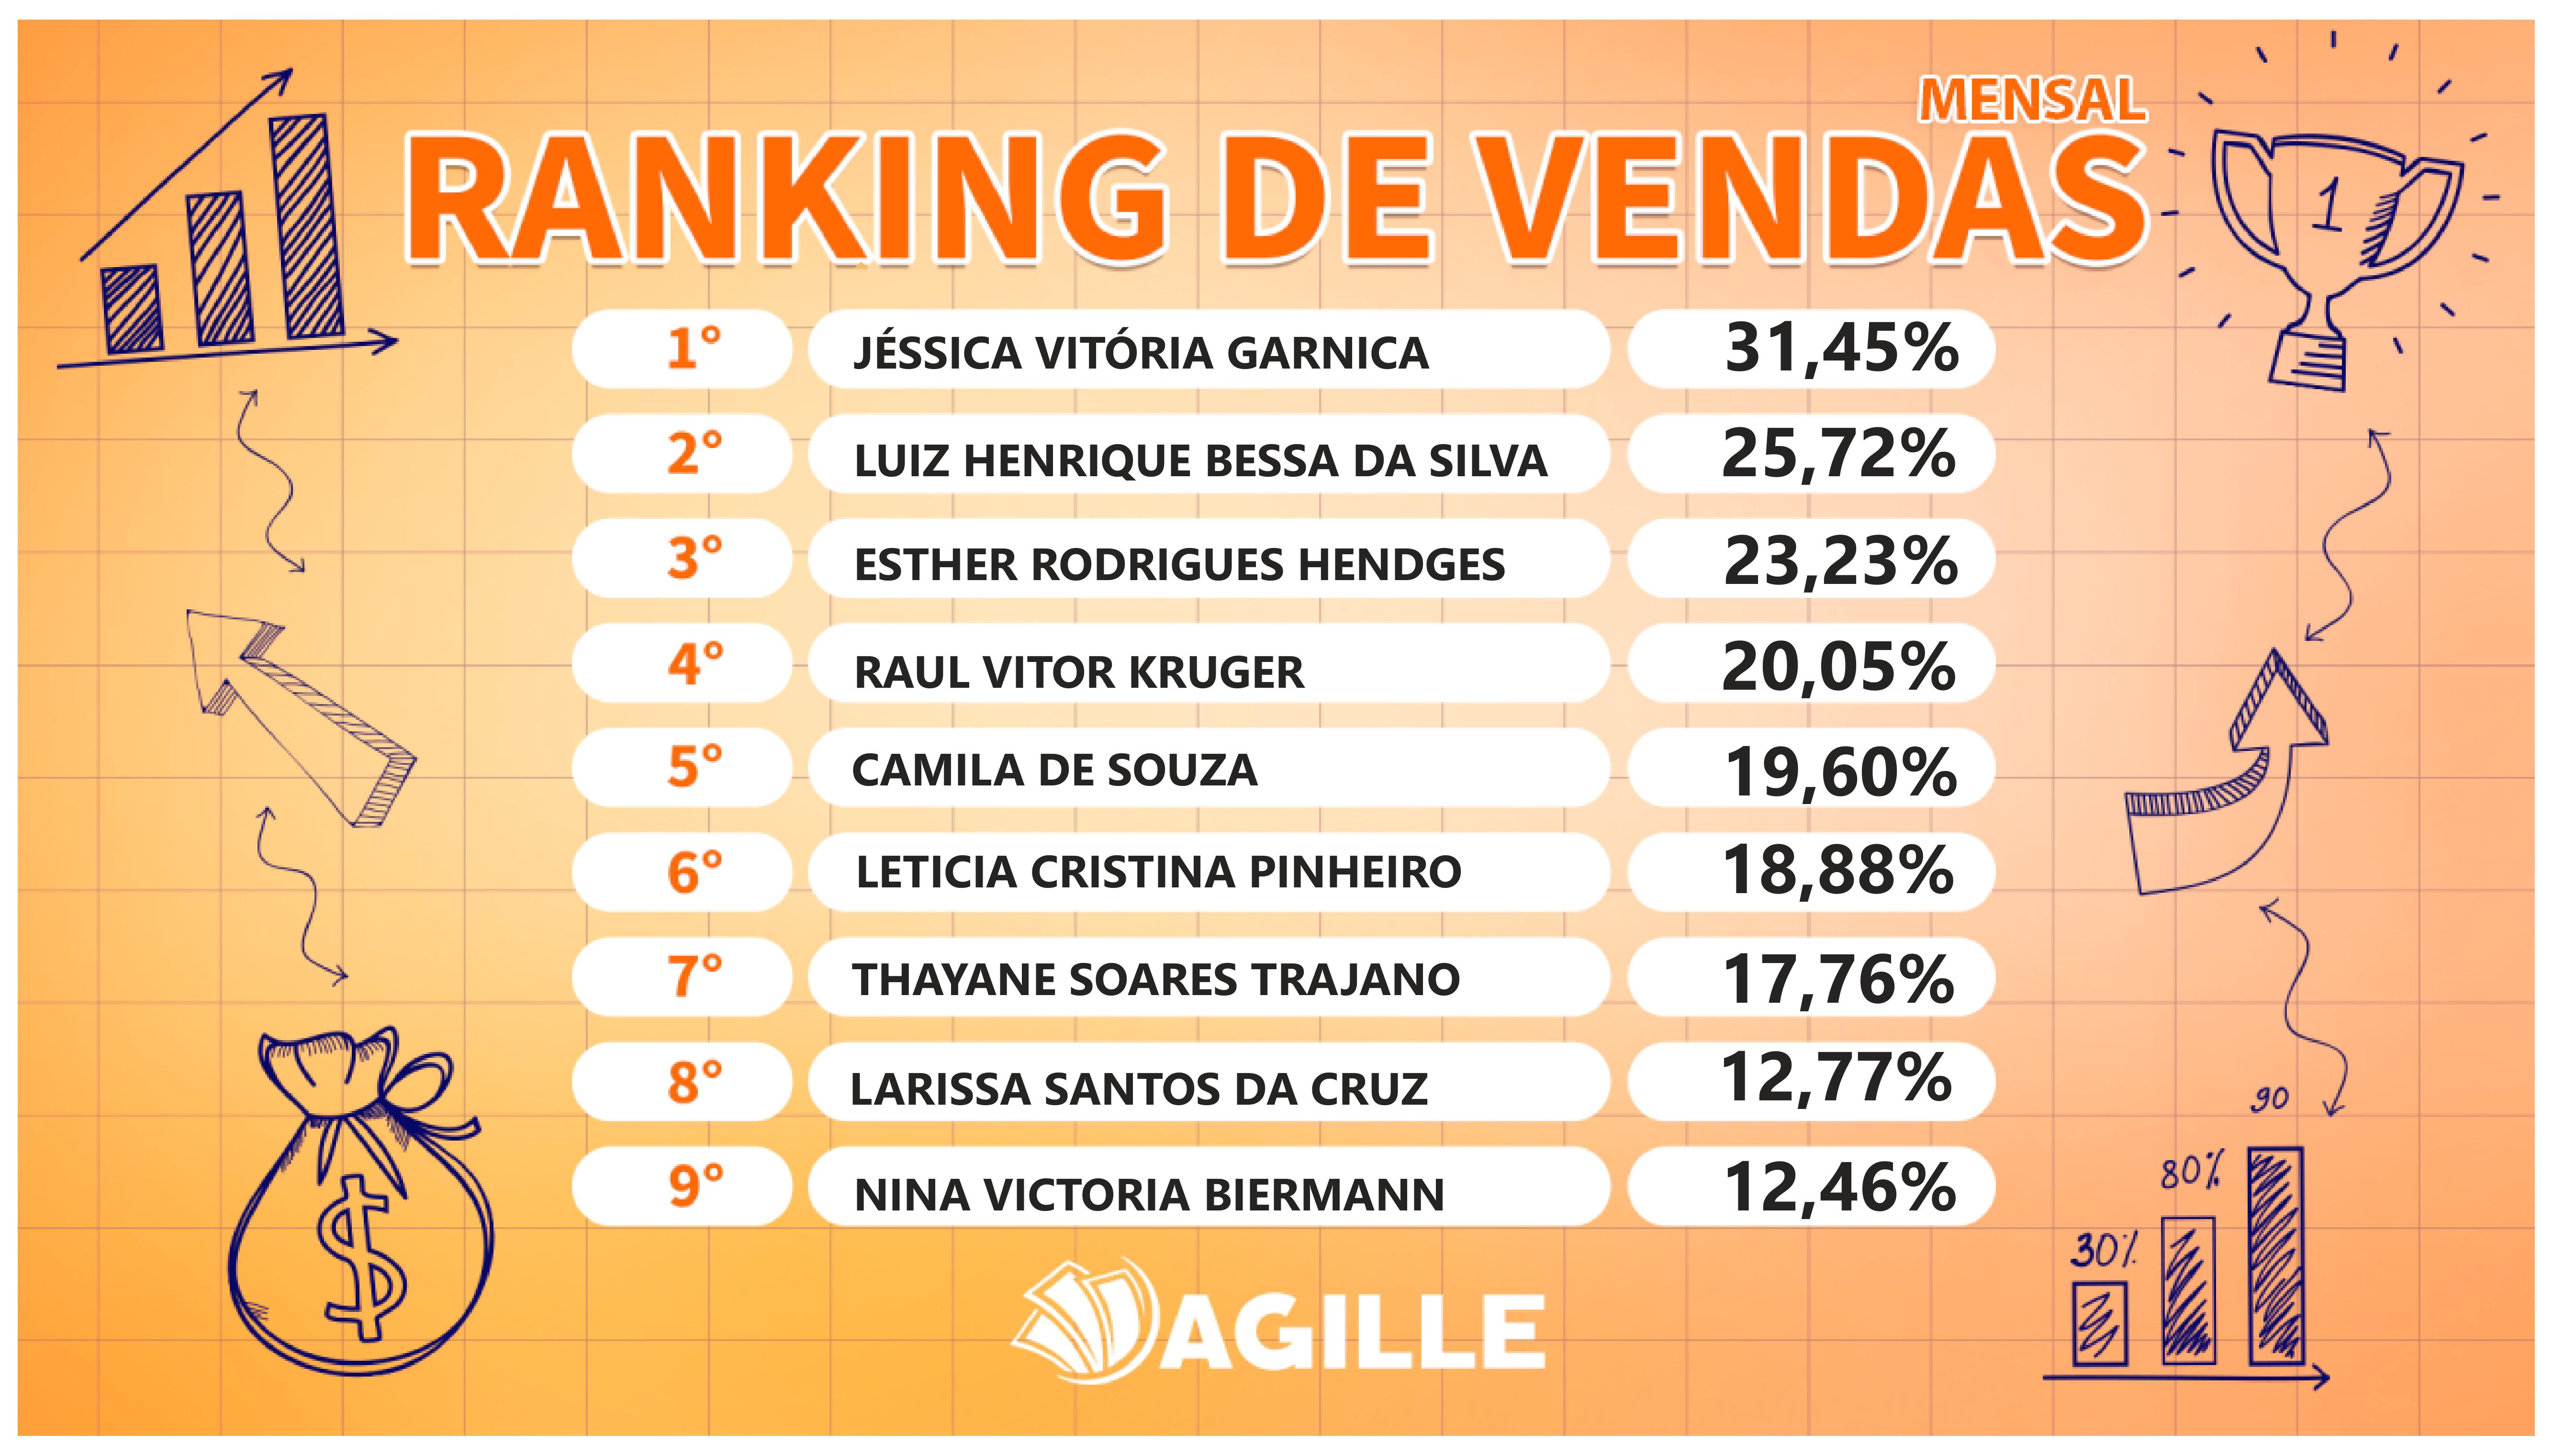 MENSAL
RANKING DE VENDAS
1
1° JÉSSICA VITÓRIA GARNICA 31,45%
2° LUIZ HENRIQUE BESSA DA SILVA 25,72%
3° ESTHER RODRIGUES HENDGES 23,23%
4° RAUL VITOR KRUGER 20,05%
5° CAMILA DE SOUZA 19,60%
6° LETICIA CRISTINA PINHEIRO 18,88%
7° THAYANE SOARES TRAJANO 17,76%
8° LARISSA SANTOS DA CRUZ 12,77%
9° NINA VICTORIA BIERMANN 12,46%
$
30%
80%
90
AGILLE